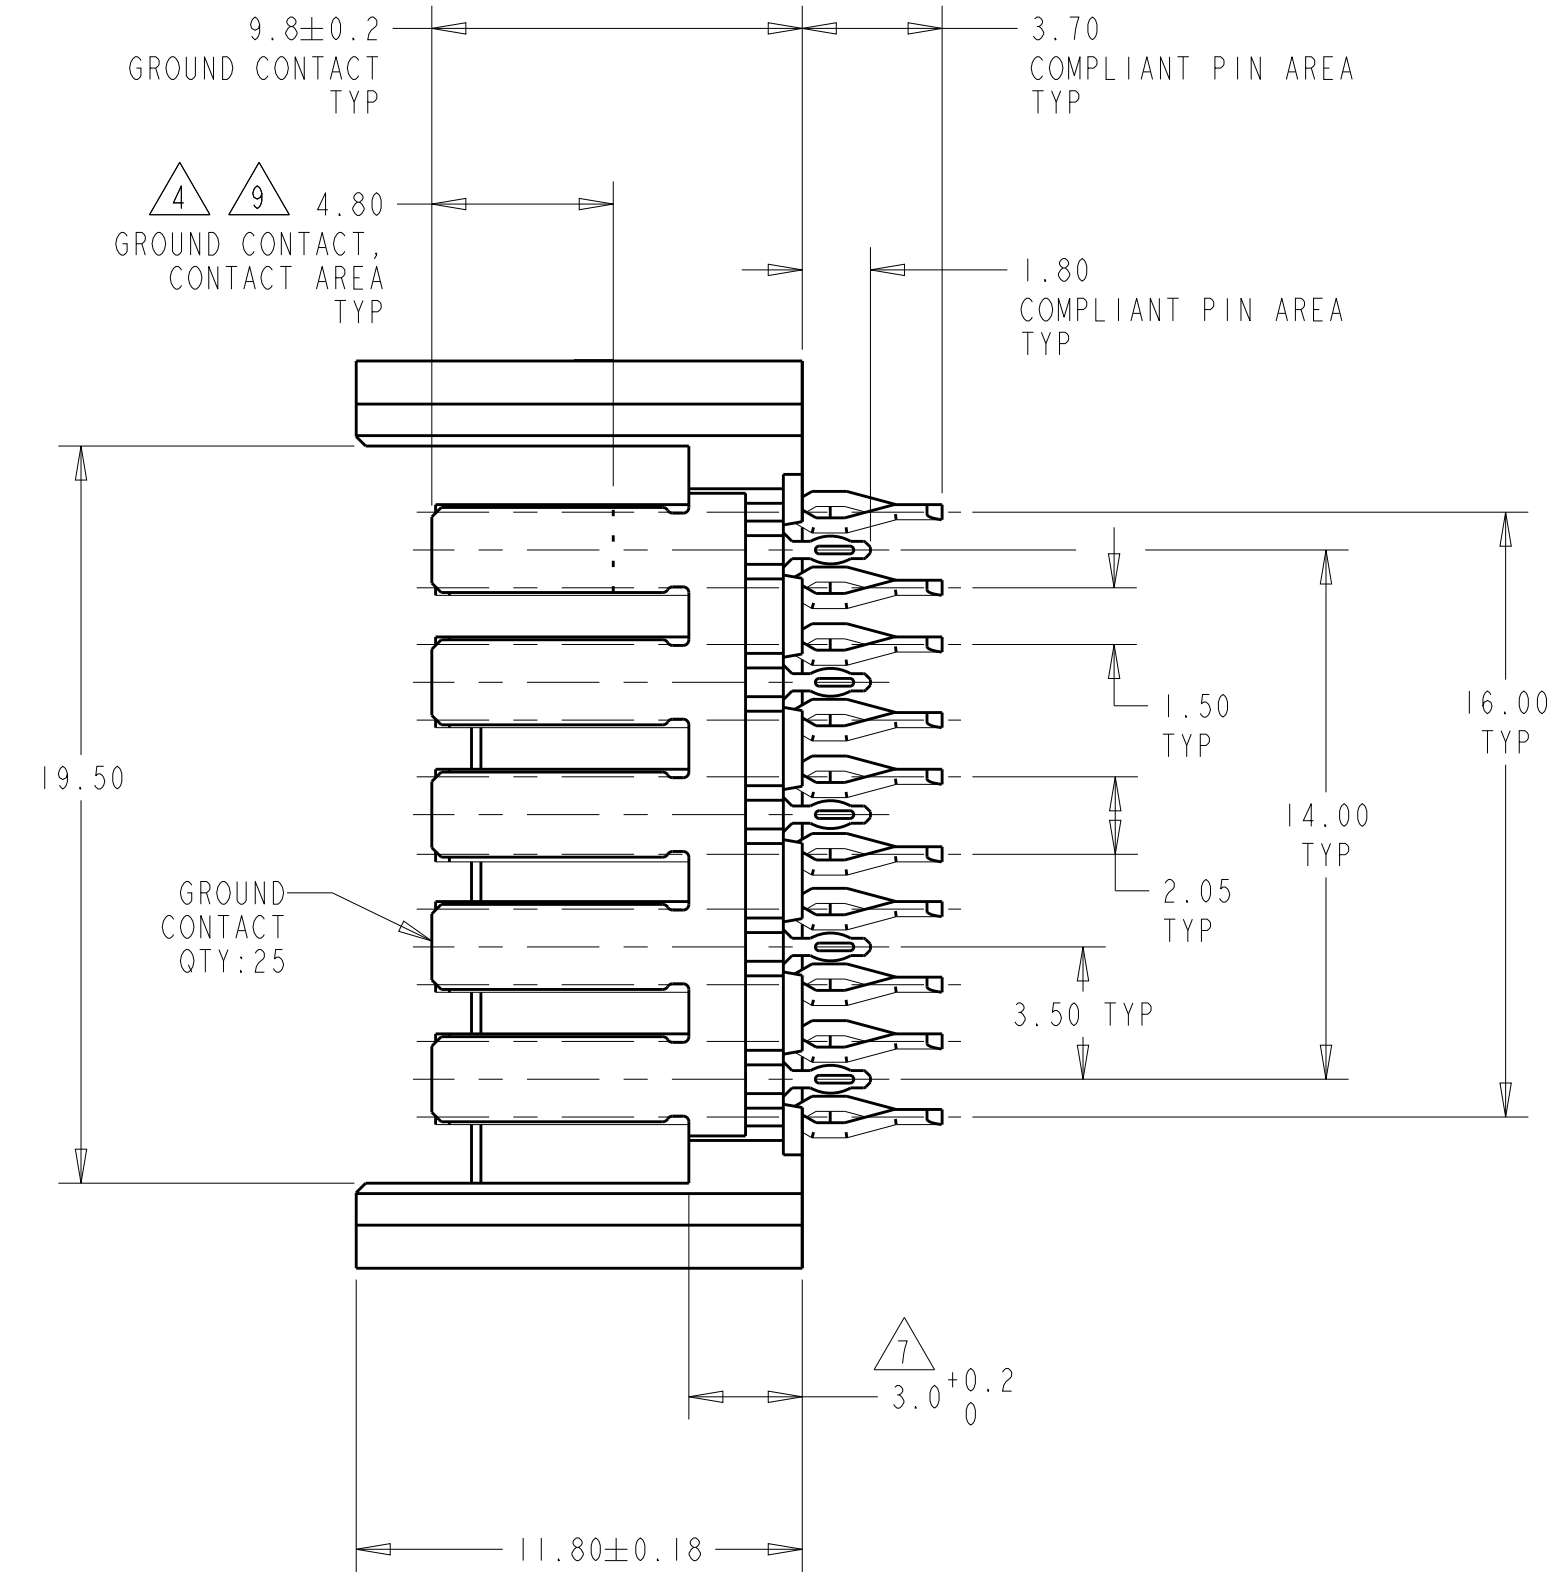 9.8±0.2
GROUND CONTACT
TYP
3.70
COMPLIANT PIN AREA
TYP
4 9 4.80
GROUND CONTACT,
CONTACT AREA
TYP
1.80
COMPLIANT PIN AREA
TYP
19.50
1.50
TYP
16.00
TYP
14.00
TYP
GROUND
CONTACT
QTY:25
2.05
TYP
3.50 TYP
7
3.0 +0.2
0
11.80±0.18